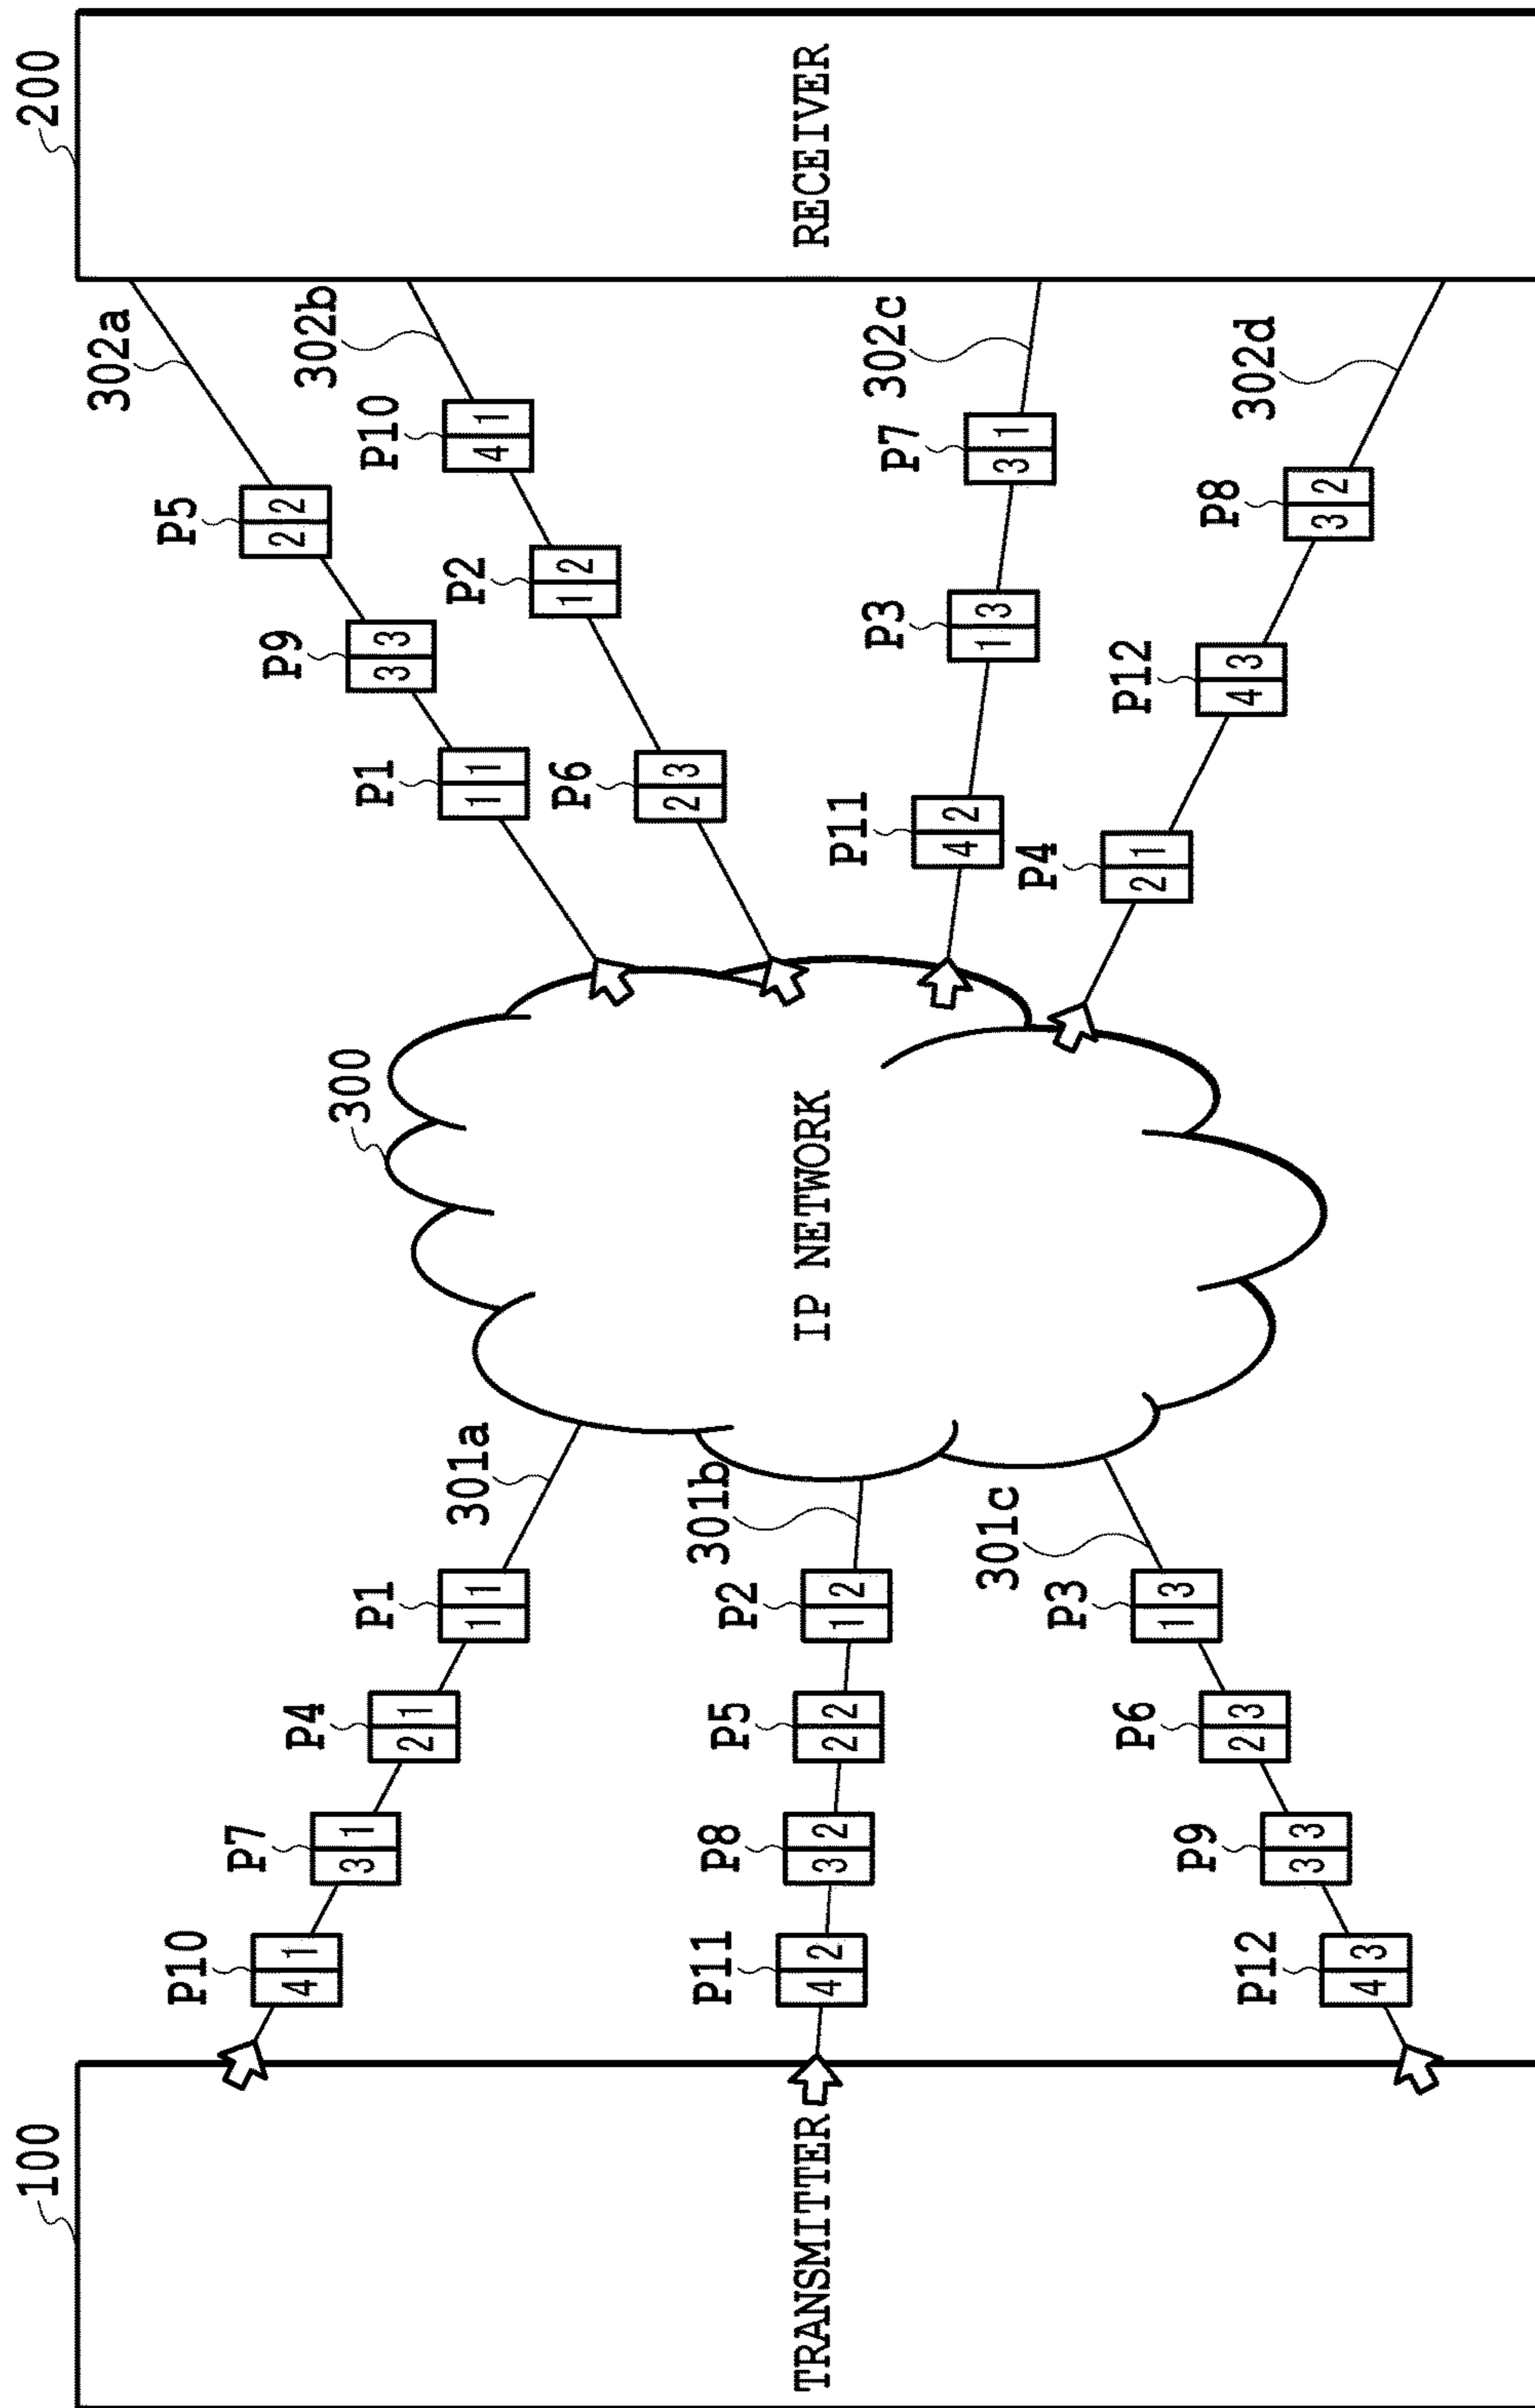 100
TRANSMITTER
P10
4 1
P7
3 1
P4
2 1
P1
1 1
301a
P11
4 2
P8
3 2
P5
2 2
P2
1 2
301b
P12
4 3
P9
3 3
P6
2 3
P3
1 3
301c
300
IP NETWORK
P1
1 1
P9
3 3
P5
2 2
302a
P6
2 3
P2
1 2
P10
4 1
302b
P11
4 2
P3
1 3
P7
3 1
302c
P4
2 1
P12
4 3
P8
3 2
302d
200
RECEIVER